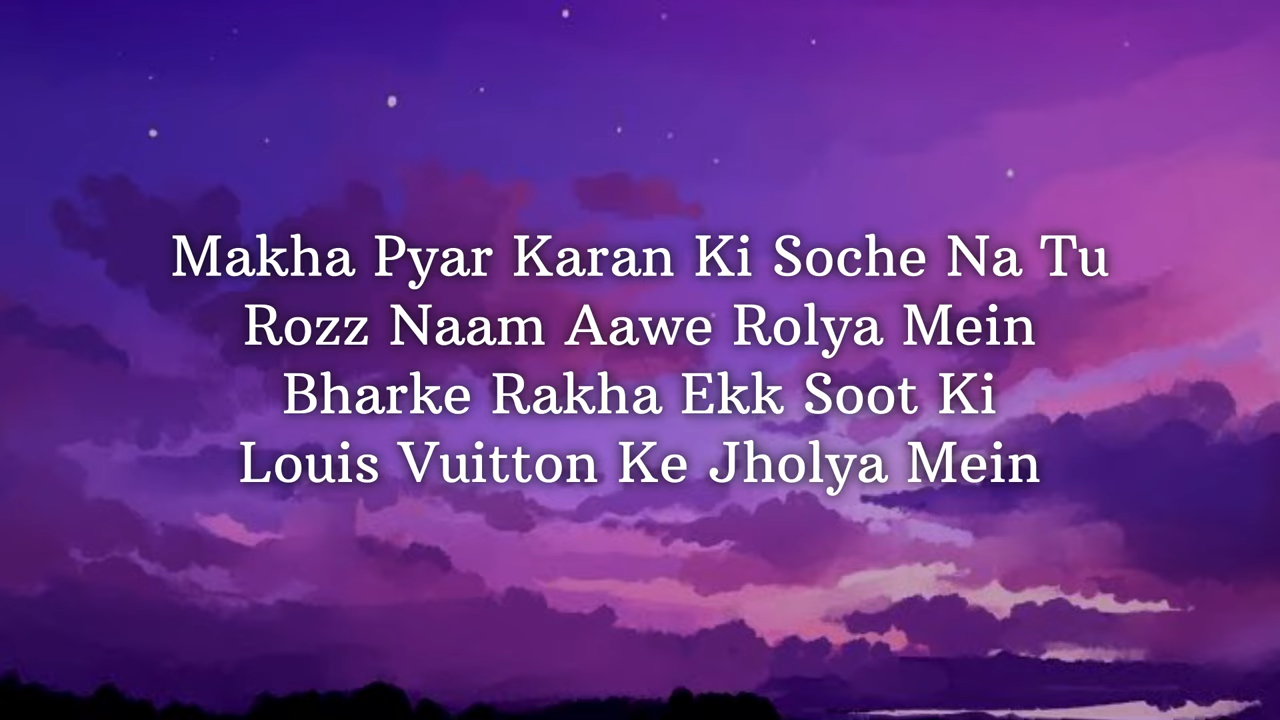 Makha Pyar Karan Ki Soche Na Tu
Rozz Naam Aawe Rolya Mein
Bharke Rakha Ekk Soot Ki
Louis Vuitton Ke Jholya Mein